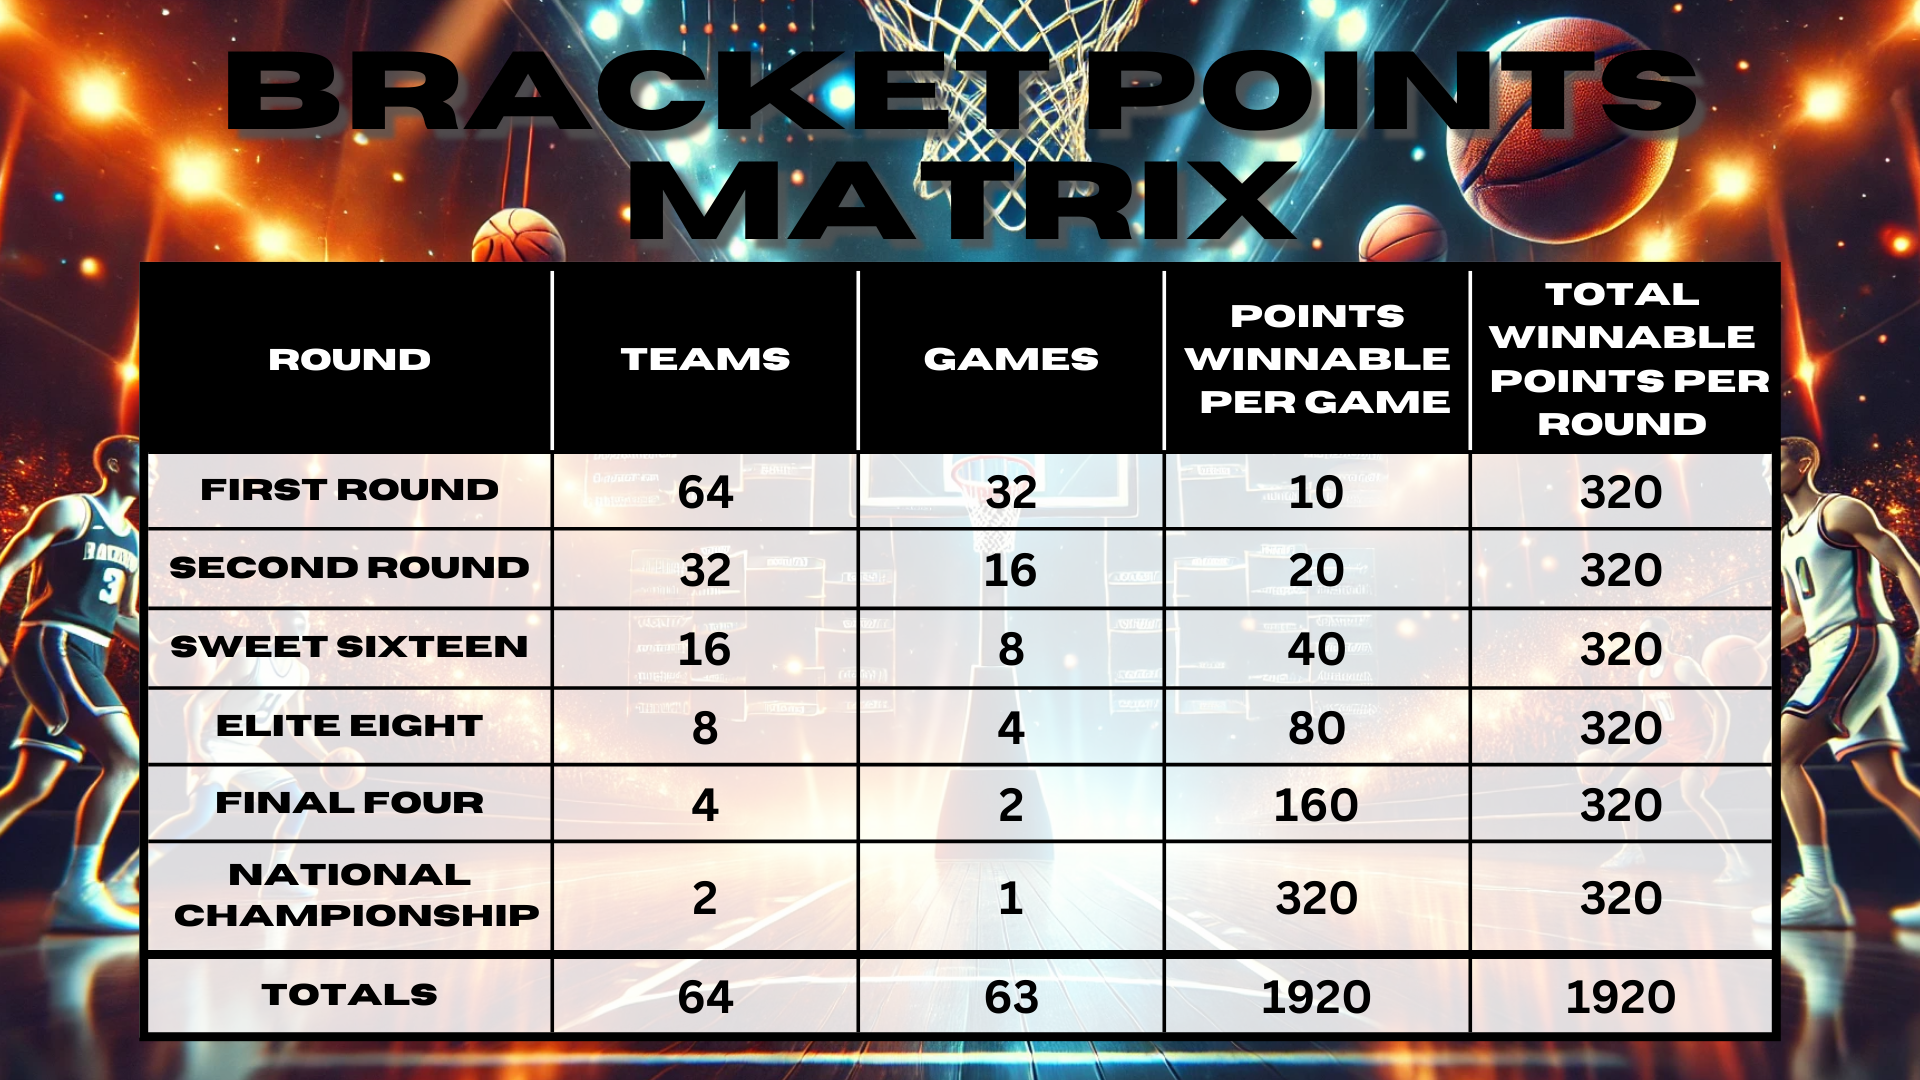 BRACKET POINTS
MATRIX
ROUND
TEAMS
GAMES
POINTS
WINNABLE
PER GAME
TOTAL
WINNABLE
POINTS PER
ROUND
FIRST ROUND 64 32 10 320
SECOND ROUND 32 16 20 320
SWEET SIXTEEN 16 8 40 320
ELITE EIGHT 8 4 80 320
FINAL FOUR 4 2 160 320
NATIONAL
CHAMPIONSHIP 2 1 320 320
TOTALS 64 63 1920 1920
3